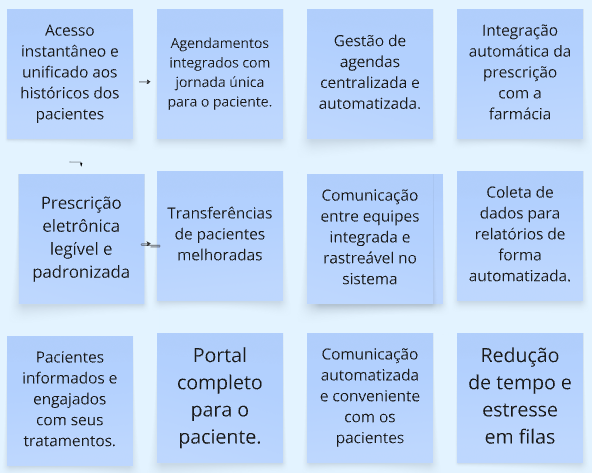 Acesso
instantâneo e
unificado aos
históricos dos
pacientes
Agendamentos
integrados com
jornada única
para o paciente.
Gestão de
agendas
centralizada e
automatizada.
Integração
automática da
prescrição
com a
farmácia
Prescrição
eletrônica
legível e
padronizada
Transferências
de pacientes
melhoradas
Comunicação
entre equipes
integrada e
rastreável no
sistema
Coleta de
dados para
relatórios de
forma
automatizada.
Pacientes
informados e
engajados
com seus
tratamentos.
Portal
completo
para o
paciente.
Comunicação
automatizada
e conveniente
com os
pacientes
Redução
de tempo e
estresse
em filas